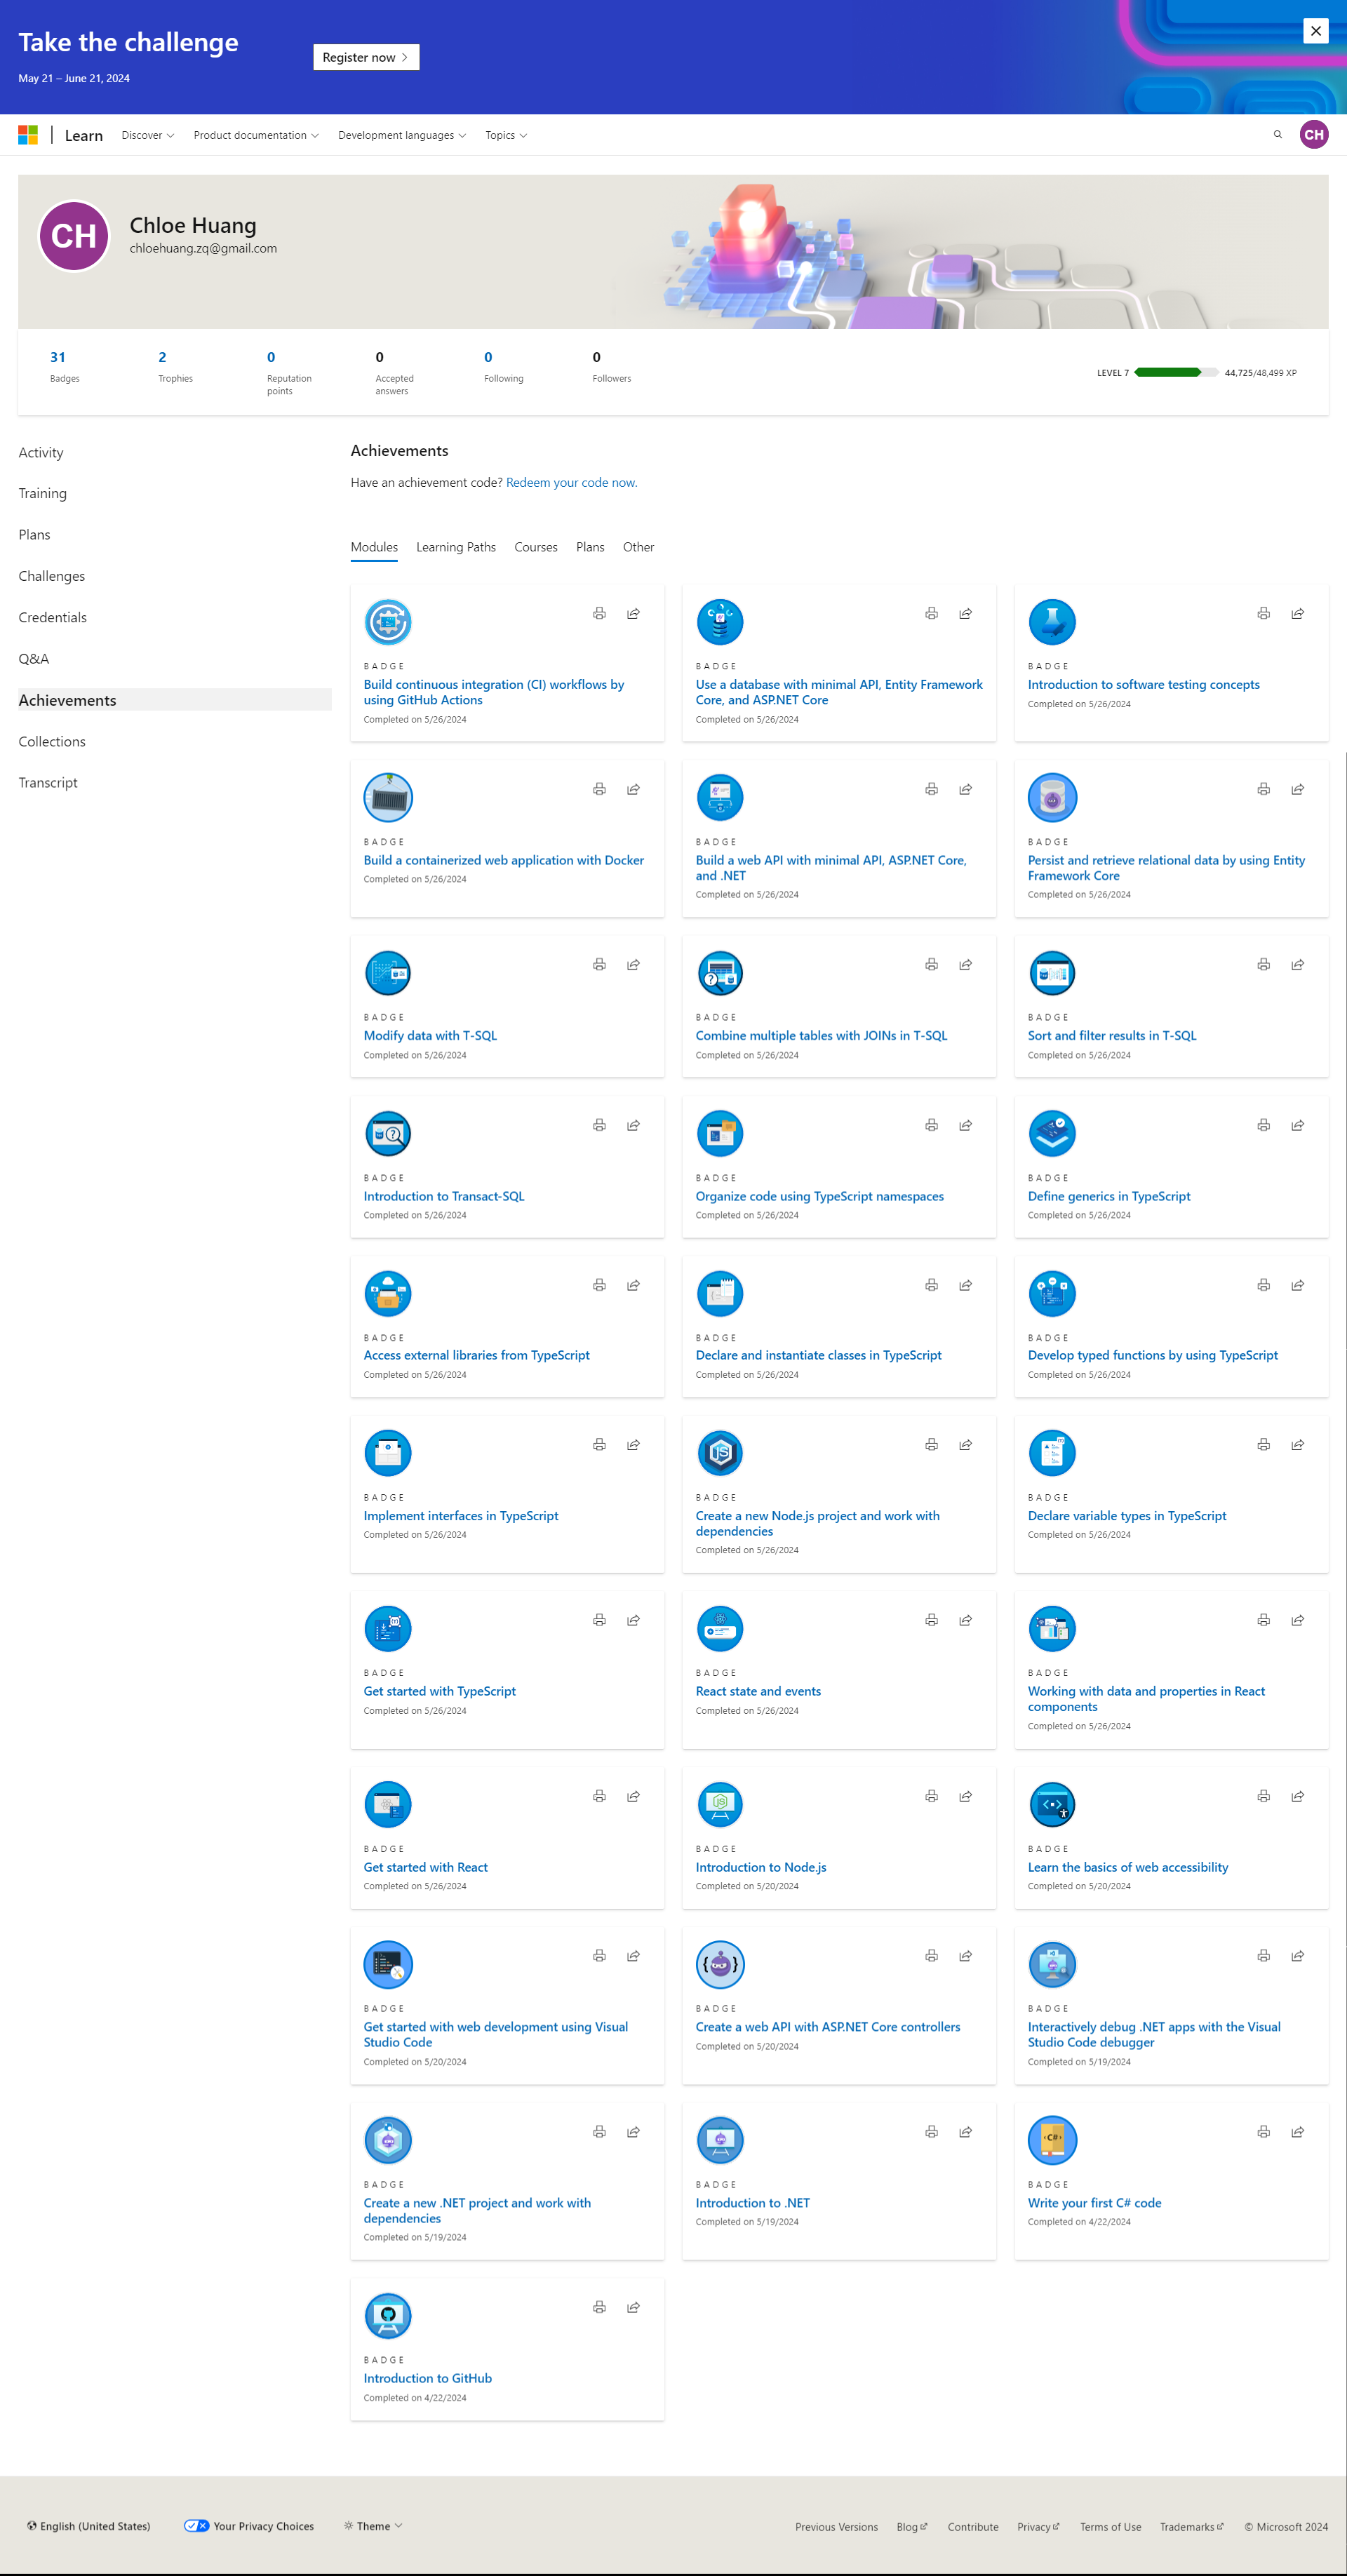 Take the challenge
May 21 – June 21, 2024
Register now
Learn
Discover
Product documentation
Development languages
Topics
CH
CH
Chloe Huang
chloehuang.zq@gmail.com
31
Badges
2
Trophies
0
Reputation
points
0
Accepted
answers
0
Following
0
Followers
LEVEL 7
44,725/48,499 XP
Activity
Training
Plans
Challenges
Credentials
Q&A
Achievements
Collections
Transcript
Achievements
Have an achievement code? Redeem your code now.
Modules
Learning Paths
Courses
Plans
Other
BADGE
Build continuous integration (CI) workflows by
using GitHub Actions
Completed on 5/26/2024
BADGE
Use a database with minimal API, Entity Framework
Core, and ASP.NET Core
Completed on 5/26/2024
BADGE
Introduction to software testing concepts
Completed on 5/26/2024
BADGE
Build a containerized web application with Docker
Completed on 5/26/2024
BADGE
Build a web API with minimal API, ASP.NET Core,
and .NET
Completed on 5/26/2024
BADGE
Persist and retrieve relational data by using Entity
Framework Core
Completed on 5/26/2024
BADGE
Modify data with T-SQL
Completed on 5/26/2024
BADGE
Combine multiple tables with JOINs in T-SQL
Completed on 5/26/2024
BADGE
Sort and filter results in T-SQL
Completed on 5/26/2024
BADGE
Introduction to Transact-SQL
Completed on 5/26/2024
BADGE
Organize code using TypeScript namespaces
Completed on 5/26/2024
BADGE
Define generics in TypeScript
Completed on 5/26/2024
BADGE
Access external libraries from TypeScript
Completed on 5/26/2024
BADGE
Declare and instantiate classes in TypeScript
Completed on 5/26/2024
BADGE
Develop typed functions by using TypeScript
Completed on 5/26/2024
BADGE
Implement interfaces in TypeScript
Completed on 5/26/2024
JS
BADGE
Create a new Node.js project and work with
dependencies
Completed on 5/26/2024
BADGE
Declare variable types in TypeScript
Completed on 5/26/2024
BADGE
Get started with TypeScript
Completed on 5/26/2024
BADGE
React state and events
Completed on 5/26/2024
BADGE
Working with data and properties in React
components
Completed on 5/26/2024
BADGE
Get started with React
Completed on 5/26/2024
JS
BADGE
Introduction to Node.js
Completed on 5/20/2024
BADGE
Learn the basics of web accessibility
Completed on 5/20/2024
BADGE
Get started with web development using Visual
Studio Code
Completed on 5/20/2024
BADGE
Create a web API with ASP.NET Core controllers
Completed on 5/20/2024
BADGE
Interactively debug .NET apps with the Visual
Studio Code debugger
Completed on 5/19/2024
BADGE
Create a new .NET project and work with
dependencies
Completed on 5/19/2024
BADGE
Introduction to .NET
Completed on 5/19/2024
C#
BADGE
Write your first C# code
Completed on 4/22/2024
BADGE
Introduction to GitHub
Completed on 4/22/2024
English (United States)
Your Privacy Choices
Theme
Previous Versions
Blog
Contribute
Privacy
Terms of Use
Trademarks
© Microsoft 2024